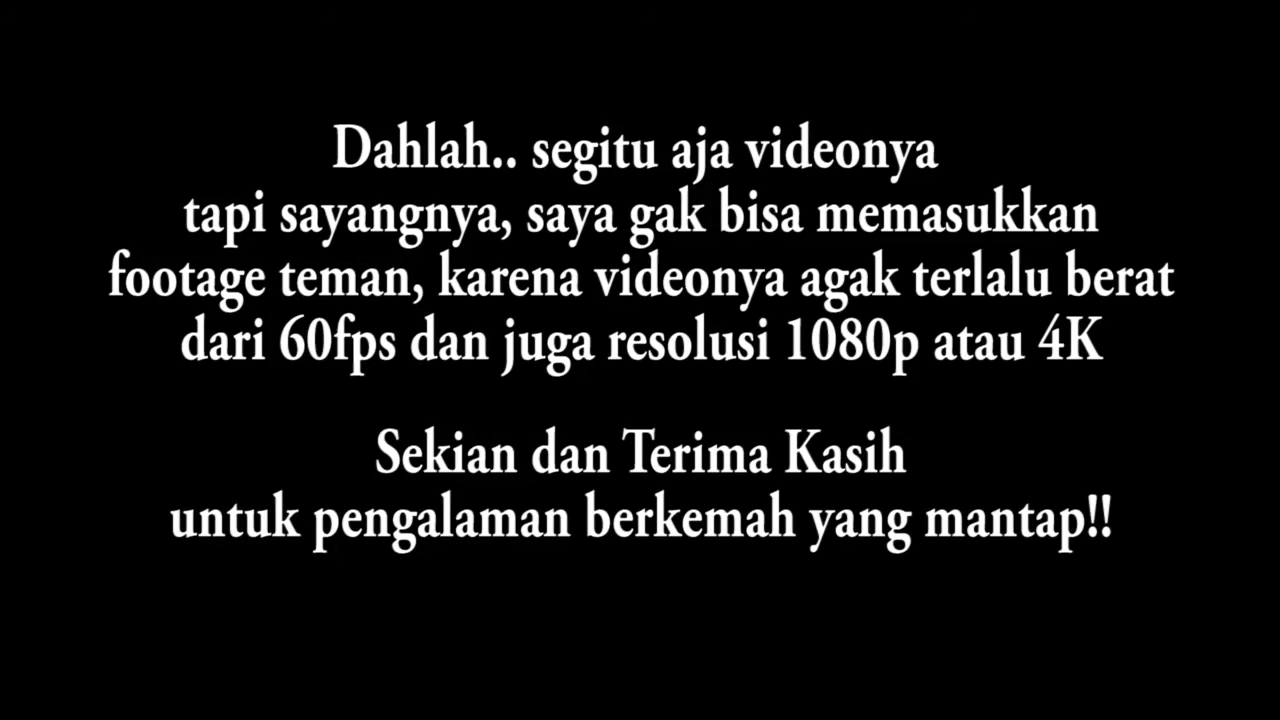 Dahlah.. segitu aja videonya
tapi sayangnya, saya gak bisa memasukkan
footage teman, karena videonya agak terlalu berat
dari 60fps dan juga resolusi 1080p atau 4K
Sekian dan Terima Kasih
untuk pengalaman berkemah yang mantap!!